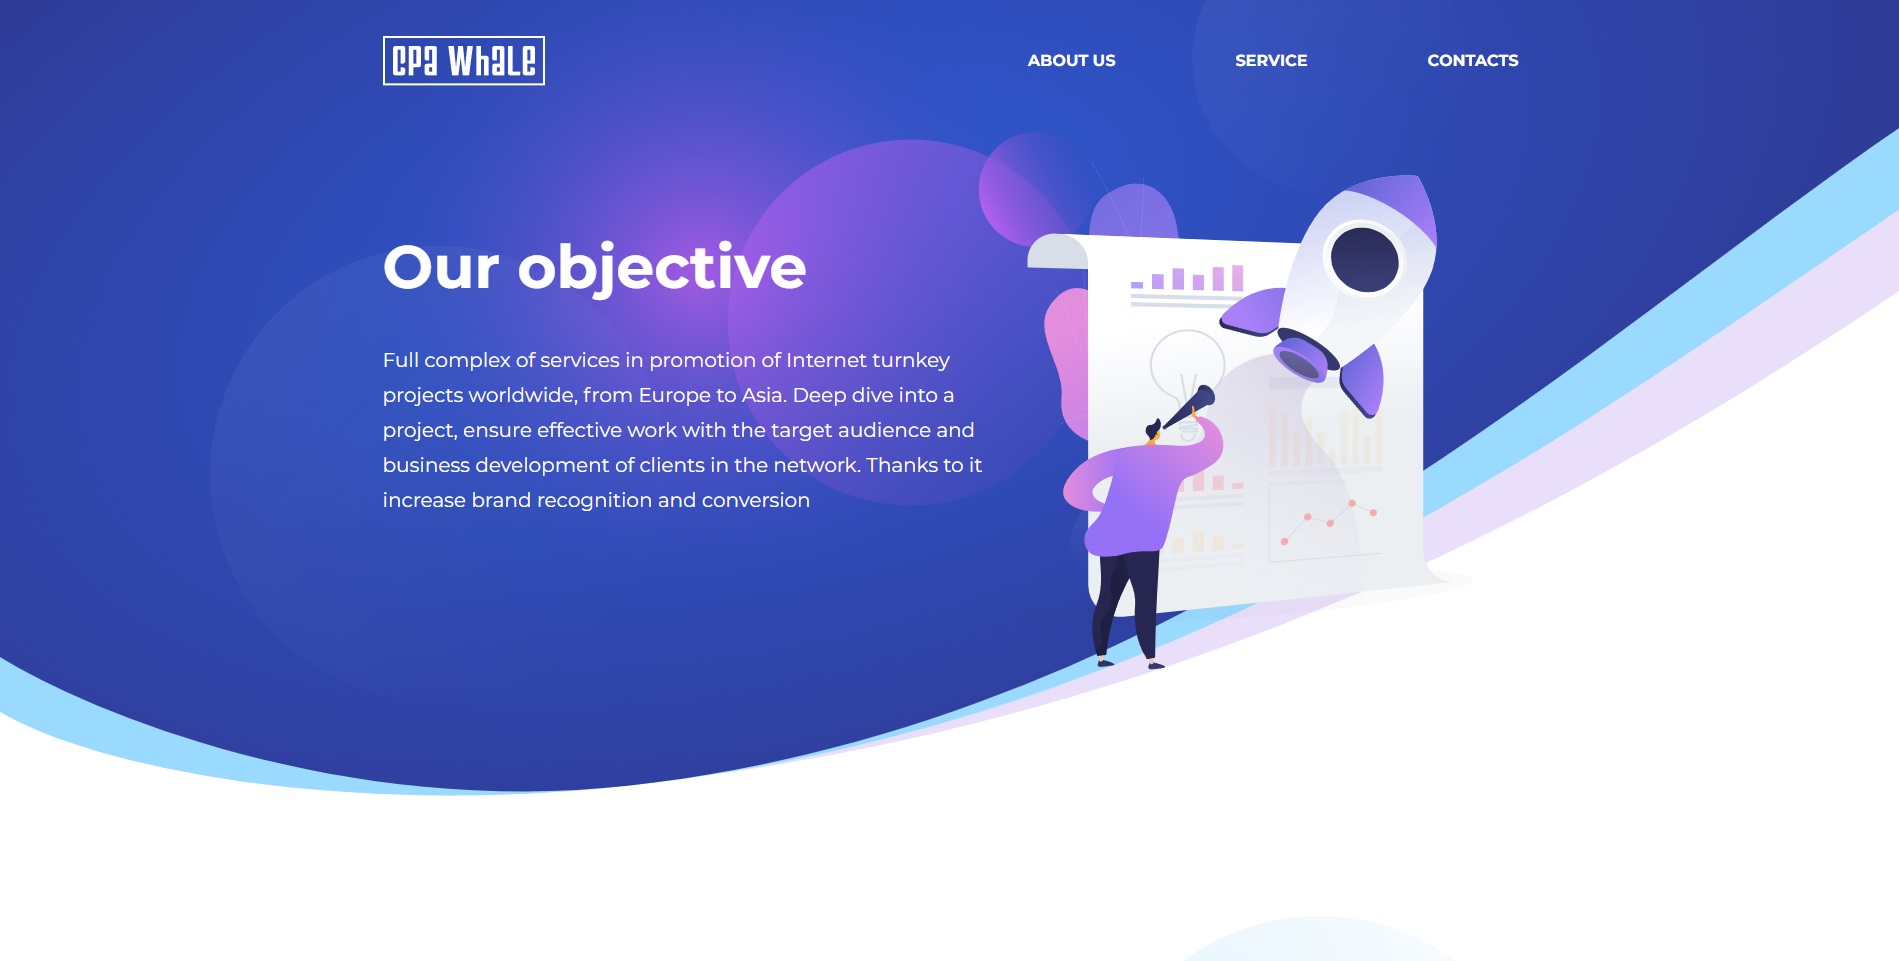 cpa whale
ABOUT US
SERVICE
CONTACTS
Our objective
Full complex of services in promotion of Internet turnkey
projects worldwide, from Europe to Asia. Deep dive into a
project, ensure effective work with the target audience and
business development of clients in the network. Thanks to it
increase brand recognition and conversion